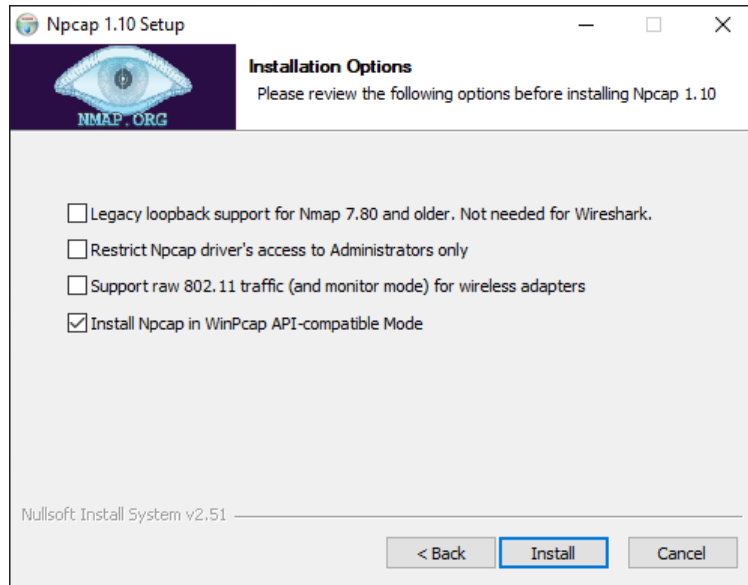 Npcap 1.10 Setup
NMAP.ORG
Installation Options
Please review the following options before installing Npcap 1.10
Legacy loopback support for Nmap 7.80 and older. Not needed for Wireshark.
Restrict Npcap driver's access to Administrators only
Support raw 802.11 traffic (and monitor mode) for wireless adapters
Install Npcap in WinPcap API-compatible Mode
Nullsoft Install System v2.51
< Back Install Cancel